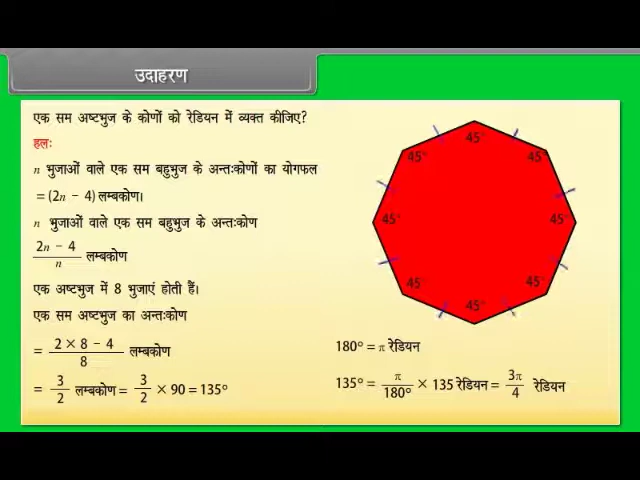 उदाहरण
एक सम अष्टभुज के कोणों को रेडियन में व्यक्त कीजिए?
हलः
n भुजाओं वाले एक सम बहुभुज के अन्तःकोणों का योगफल
= (2n − 4) लम्बकोण।
n भुजाओं वाले एक सम बहुभुज के अन्तःकोण
2n − 4 / n लम्बकोण
एक अष्टभुज में 8 भुजाएं होती हैं।
एक सम अष्टभुज का अन्तःकोण
= 2 × 8 − 4 / 8 लम्बकोण
= 3/2 लम्बकोण = 3/2 × 90 = 135°
45°
45°
45°
45°
45°
45°
45°
45°
180° = π रेडियन
135° = π/180° × 135 रेडियन = 3π/4 रेडियन